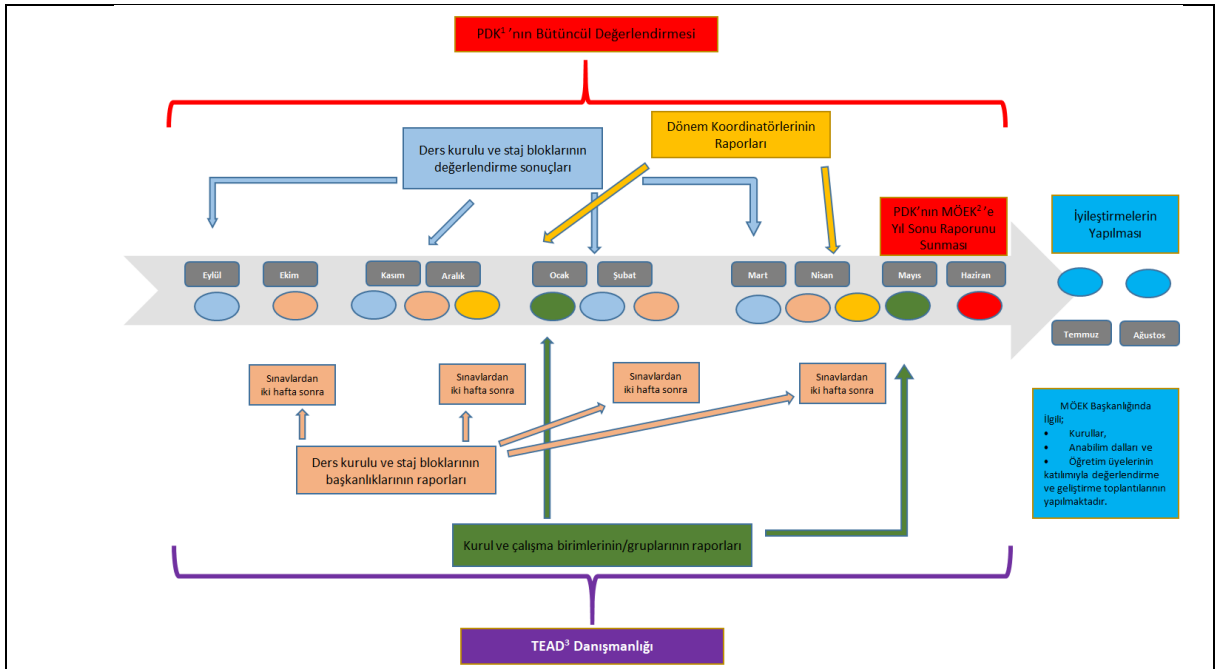 PDK¹ 'nın Bütüncül Değerlendirmesi
Dönem Koordinatörlerinin
Raporları
Ders kurulu ve staj bloklarının
değerlendirme sonuçları
PDK'nın MÖEK² 'e
Yıl Sonu Raporunu
Sunması
İyileştirmelerin
Yapılması
Eylül
Ekim
Kasım
Aralık
Ocak
Şubat
Mart
Nisan
Mayıs
Haziran
Temmuz
Ağustos
Sınavlardan
iki hafta sonra
Sınavlardan
iki hafta sonra
Sınavlardan
iki hafta sonra
Sınavlardan
iki hafta sonra
MÖEK Başkanlığında
İlgili;
• Kurullar,
• Anabilim dalları ve
• Öğretim üyelerinin
katılımıyla değerlendirme
ve geliştirme toplantılarının
yapılmaktadır.
Ders kurulu ve staj bloklarının
başkanlıklarının raporları
Kurul ve çalışma birimlerinin/gruplarının raporları
TEAD³ Danışmanlığı